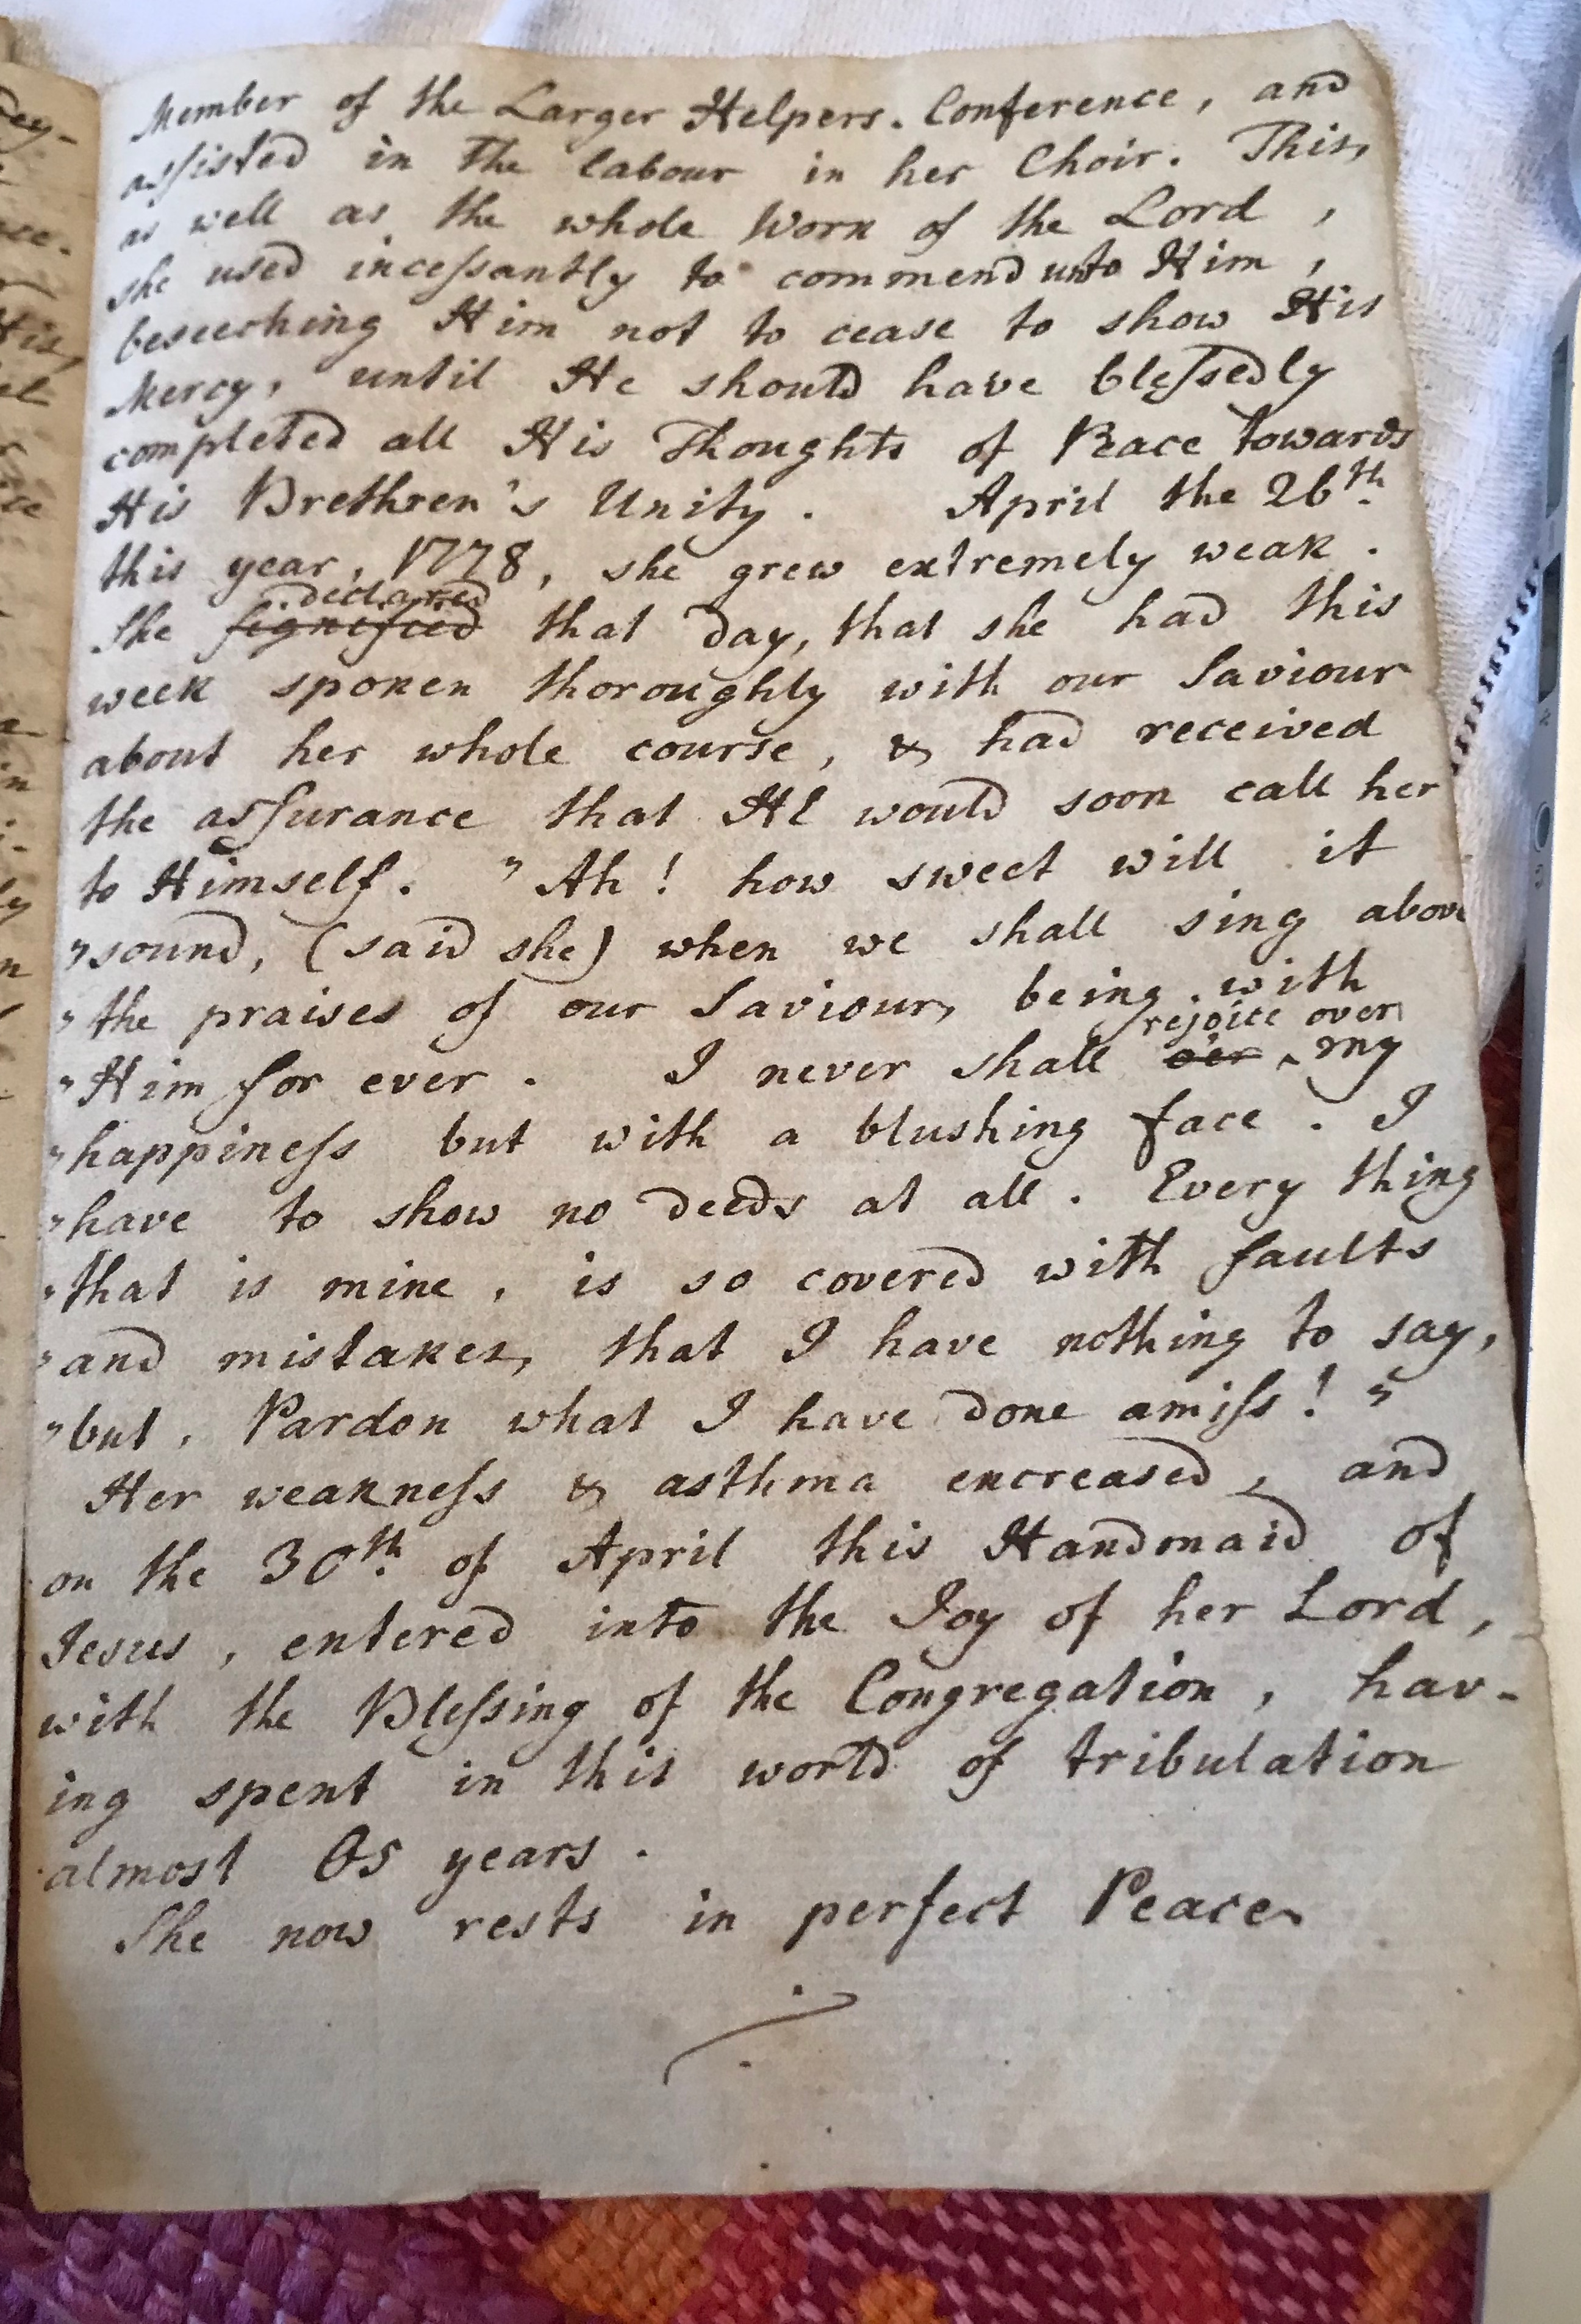 Member of the Larger Helpers. Conference, and
assisted in the labour in her Choir. This,
as well as the whole Work of the Lord,
she used incessantly to commend unto Him,
beseeching Him not to cease to show His
Mercy, until He should have blessedly
completed all His Thoughts of Peace towards
His Brethren's Unity. April the 26th.
this year, 1778, she grew extremely weak.
declared
She signified that day, that she had this
week spoken thoroughly with our Saviour
about her whole course, & had received
the assurance that He would soon call her
to Himself. "Ah! how sweet will it
"sound, (said she) when we shall sing above
"the praises of our Saviour, being with
rejoice over
"Him for ever. I never shall o'er ^ my
"happiness but with a blushing face. I
"have to show no deeds at all. Every thing
"that is mine, is so covered with faults
"and mistakes, that I have nothing to say,
"but, Pardon what I have done amiss!"
Her weakness & asthma encreased, and
on the 30th. of April this Handmaid of
Jesus, entered into the Joy of her Lord,
with the Blessing of the Congregation, hav-
ing spent in this world of tribulation
almost 65 years.
She now rests in perfect Peace